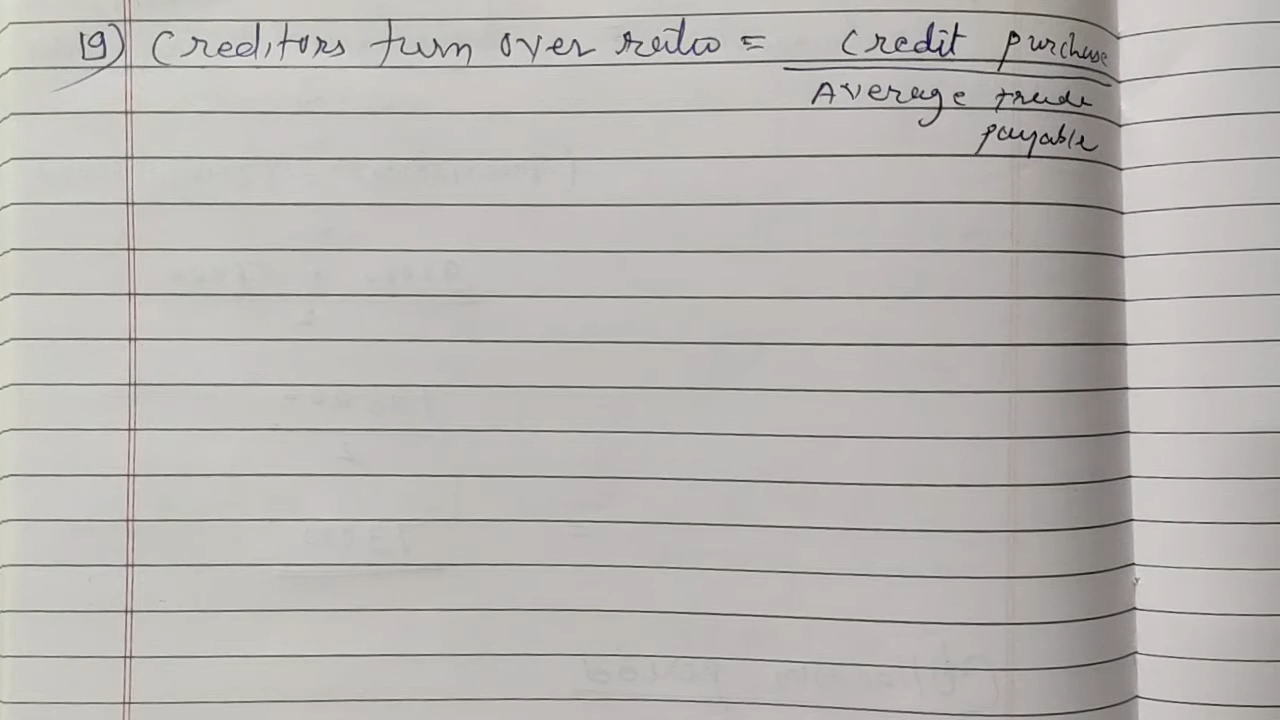 19) Creditors turn over ratio = Credit purchase
Average trade
payable